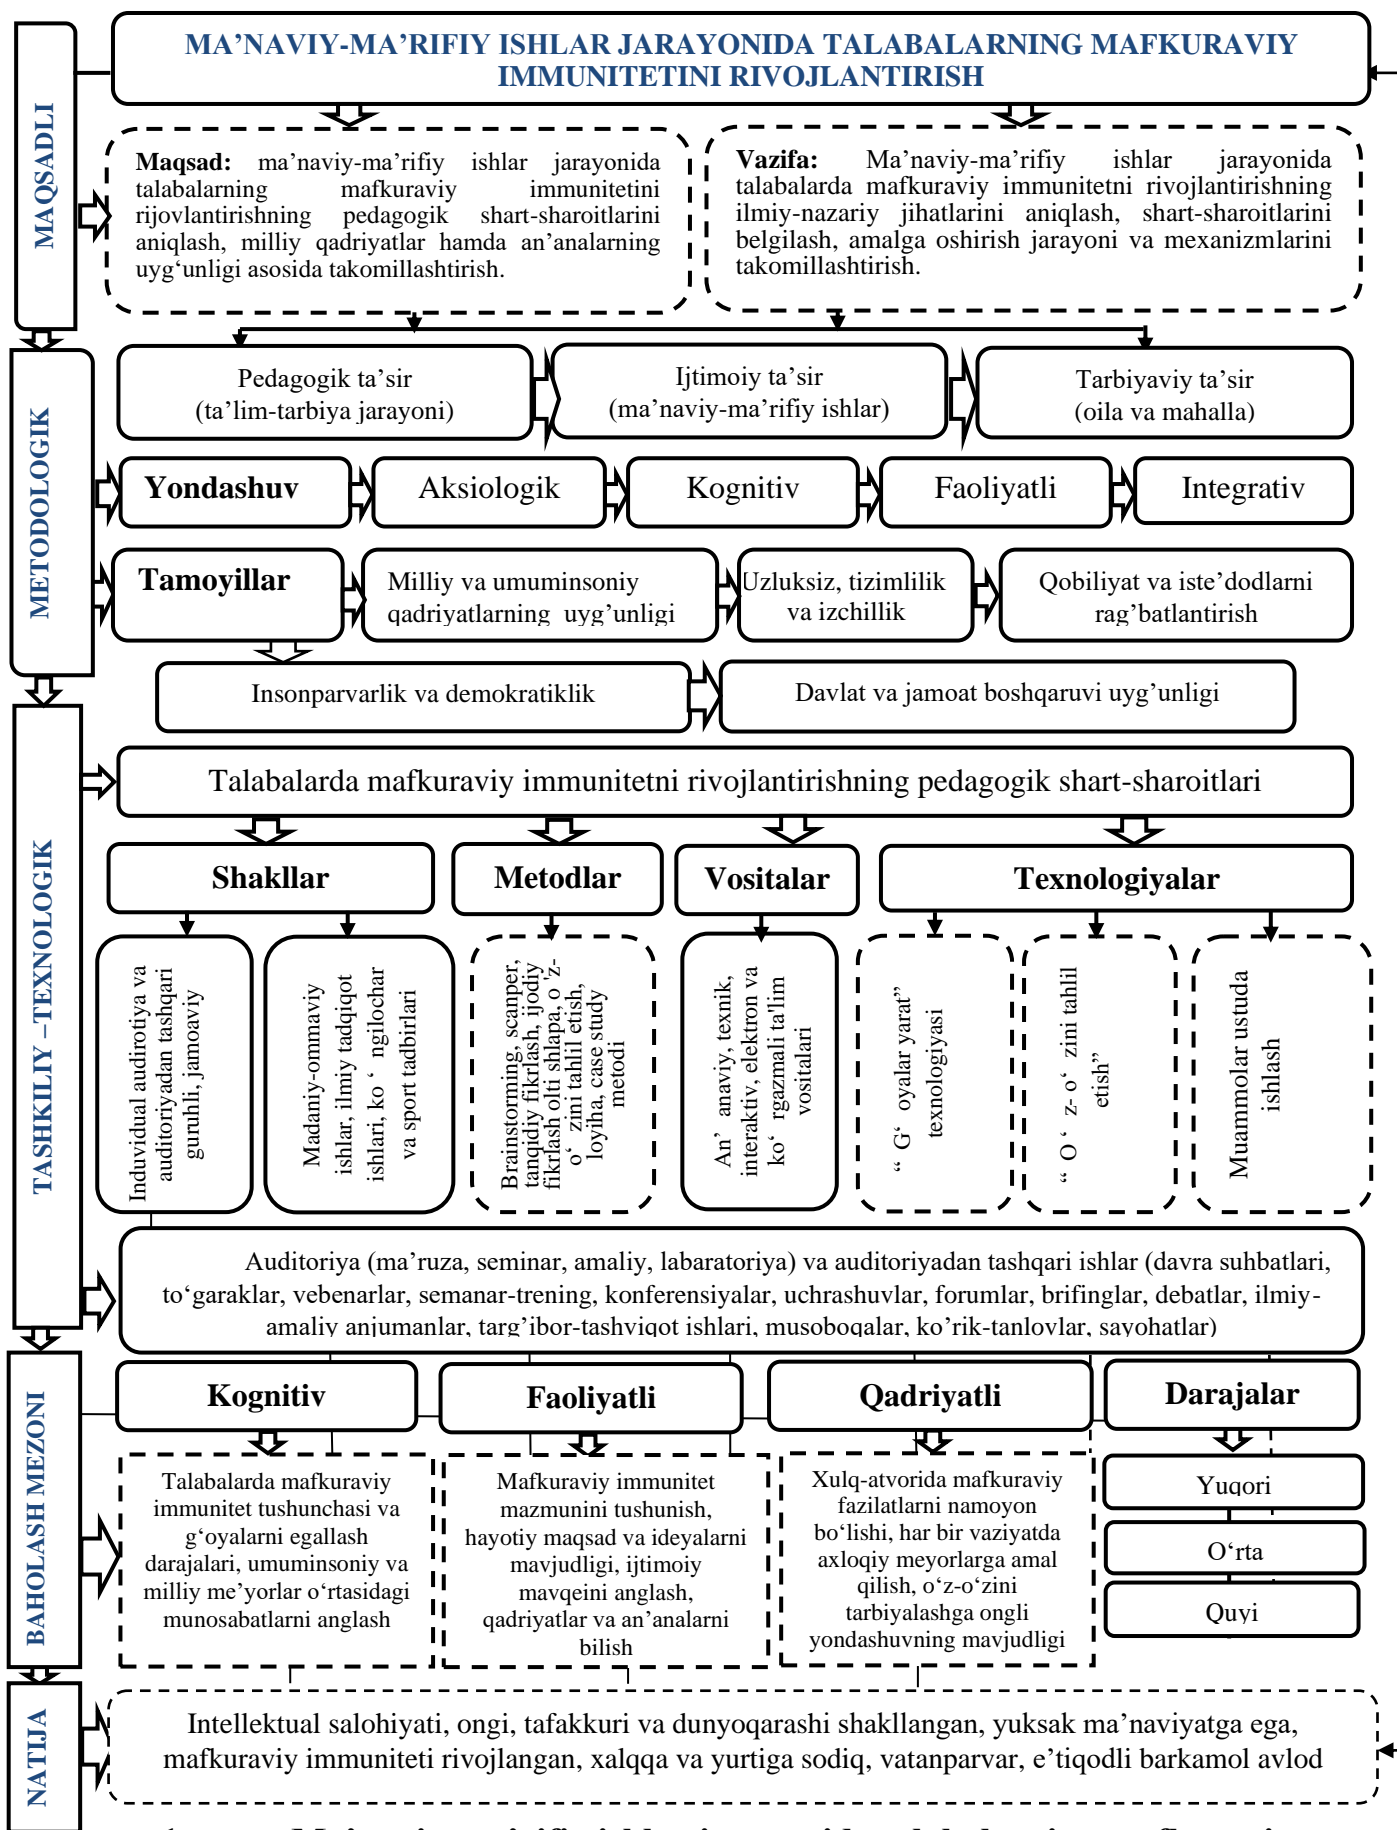 MA’NAVIY-MA’RIFIY ISHLAR JARAYONIDA TALABALARNING MAFKURAVIY
IMMUNITETINI RIVOJLANTIRISH
MAQSADLI
Maqsad: ma’naviy-ma’rifiy ishlar jarayonida
talabalarning mafkuraviy immunitetini
rijovlantirishning pedagogik shart-sharoitlarini
aniqlash, milliy qadriyatlar hamda an’analarning
uyg‘unligi asosida takomillashtirish.
Vazifa: Ma’naviy-ma’rifiy ishlar jarayonida
talabalarda mafkuraviy immunitetni rivojlantirishning
ilmiy-nazariy jihatlarini aniqlash, shart-sharoitlarini
belgilash, amalga oshirish jarayoni va mexanizmlarini
takomillashtirish.
METODOLOGIK
Pedagogik ta’sir
(ta’lim-tarbiya jarayoni)
Ijtimoiy ta’sir
(ma’naviy-ma’rifiy ishlar)
Tarbiyaviy ta’sir
(oila va mahalla)
Yondashuv
Aksiologik
Kognitiv
Faoliyatli
Integrativ
Tamoyillar
Milliy va umuminsoniy
qadriyatlarning uyg’unligi
Uzluksiz, tizimlilik
va izchillik
Qobiliyat va iste’dodlarni
rag’batlantirish
Insonparvarlik va demokratiklik
Davlat va jamoat boshqaruvi uyg’unligi
TASHKILIY –TEXNOLOGIK
Talabalarda mafkuraviy immunitetni rivojlantirishning pedagogik shart-sharoitlari
Shakllar
Metodlar
Vositalar
Texnologiyalar
Induvidual audirotiya va
auditoriyadan tashqari
guruhli, jamoaviy
Madaniy-ommaviy
ishlar, ilmiy tadqiqot
ishlari, ko ‘ ngilochar
va sport tadbirlari
Brainstorming, scanper,
tanqidiy fikrlash, ijodiy
fikrlash olti shlapa, o'z-
o‘ zini tahlil etish,
loyiha, case study
metodi
An’ anaviy, texnik,
interaktiv, elektron va
ko‘ rgazmali ta'lim
vositalari
“ G‘ oyalar yarat”
texnologiyasi
“ O ‘ z- o ‘ zini tahlil
etish”
Muammolar ustuda
ishlash
Auditoriya (ma’ruza, seminar, amaliy, labaratoriya) va auditoriyadan tashqari ishlar (davra suhbatlari,
to‘garaklar, vebenarlar, semanar-trening, konferensiyalar, uchrashuvlar, forumlar, brifinglar, debatlar, ilmiy-
amaliy anjumanlar, targ’ibor-tashviqot ishlari, musoboqalar, ko’rik-tanlovlar, sayohatlar)
BAHOLASH MEZONI
Kognitiv
Faoliyatli
Qadriyatli
Darajalar
Talabalarda mafkuraviy
immunitet tushunchasi va
g‘oyalarni egallash
darajalari, umuminsoniy va
milliy me’yorlar o‘rtasidagi
munosabatlarni anglash
Mafkuraviy immunitet
mazmunini tushunish,
hayotiy maqsad va ideyalarni
mavjudligi, ijtimoiy
mavqeini anglash,
qadriyatlar va an’analarni
bilish
Xulq-atvorida mafkuraviy
fazilatlarni namoyon
bo‘lishi, har bir vaziyatda
axloqiy meyorlarga amal
qilish, o‘z-o‘zini
tarbiyalashga ongli
yondashuvning mavjudligi
Yuqori
O‘rta
Quyi
NATIJA
Intellektual salohiyati, ongi, tafakkuri va dunyoqarashi shakllangan, yuksak ma’naviyatga ega,
mafkuraviy immuniteti rivojlangan, xalqqa va yurtiga sodiq, vatanparvar, e’tiqodli barkamol avlod